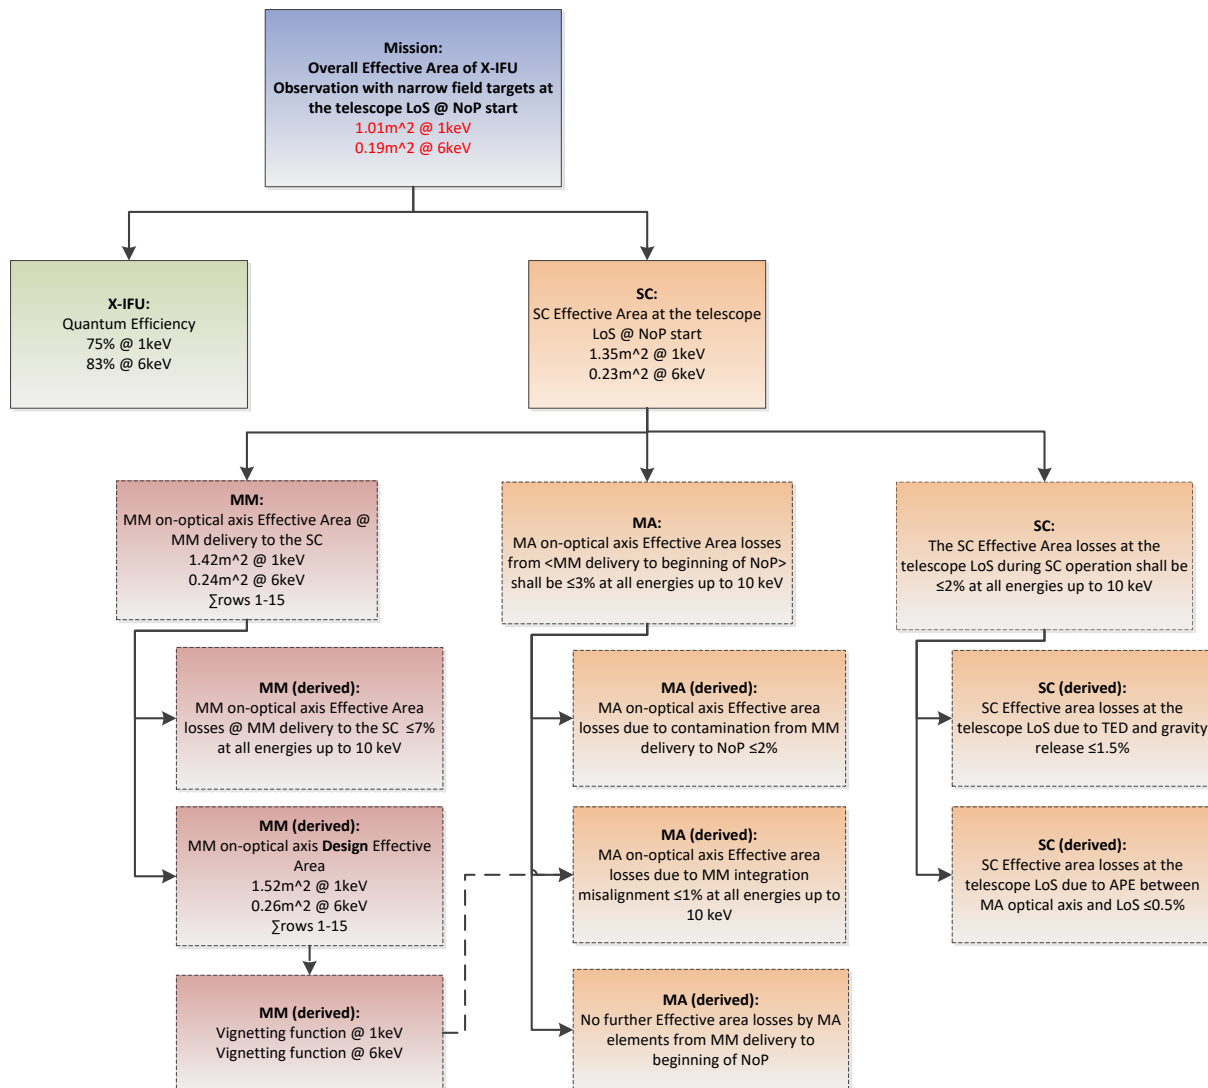 Mission:
Overall Effective Area of X-IFU
Observation with narrow field targets at
the telescope LoS @ NoP start
1.01m^2 @ 1keV
0.19m^2 @ 6keV
X-IFU:
Quantum Efficiency
75% @ 1keV
83% @ 6keV
SC:
SC Effective Area at the telescope
LoS @ NoP start
1.35m^2 @ 1keV
0.23m^2 @ 6keV
MM:
MM on-optical axis Effective Area @
MM delivery to the SC
1.42m^2 @ 1keV
0.24m^2 @ 6keV
∑rows 1-15
MA:
MA on-optical axis Effective Area losses
from <MM delivery to beginning of NoP>
shall be ≤3% at all energies up to 10 keV
SC:
The SC Effective Area losses at the
telescope LoS during SC operation shall be
≤2% at all energies up to 10 keV
MM (derived):
MM on-optical axis Effective Area
losses @ MM delivery to the SC ≤7%
at all energies up to 10 keV
MA (derived):
MA on-optical axis Effective area
losses due to contamination from MM
delivery to NoP ≤2%
SC (derived):
SC Effective area losses at the
telescope LoS due to TED and gravity
release ≤1.5%
MM (derived):
MM on-optical axis Design Effective
Area
1.52m^2 @ 1keV
0.26m^2 @ 6keV
∑rows 1-15
MA (derived):
MA on-optical axis Effective area
losses due to MM integration
misalignment ≤1% at all energies up to
10 keV
SC (derived):
SC Effective area losses at the
telescope LoS due to APE between
MA optical axis and LoS ≤0.5%
MM (derived):
Vignetting function @ 1keV
Vignetting function @ 6keV
MA (derived):
No further Effective area losses by MA
elements from MM delivery to
beginning of NoP